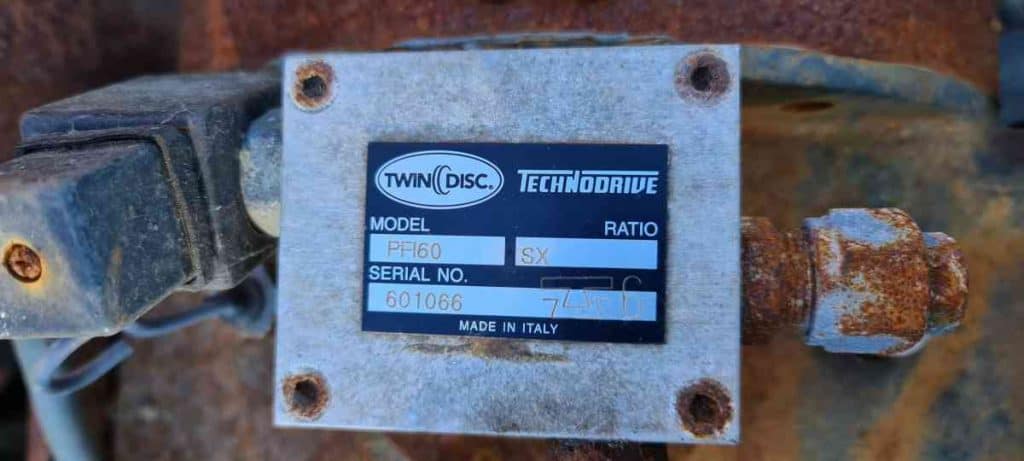 TWIN DISC® TECHNODRIVE
MODEL RATIO
PFI60 SX
SERIAL NO.
601066
MADE IN ITALY